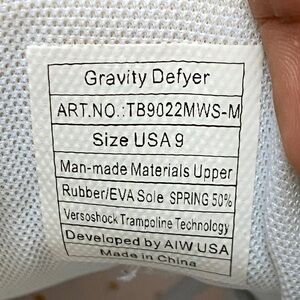 Gravity Defyer
ART.NO.:TB9022MWS-M
Size USA 9
Man-made Materials Upper
Rubber/EVA Sole SPRING 50%
Versoshock Trampoline Technology
Developed by AIW USA
Made in China